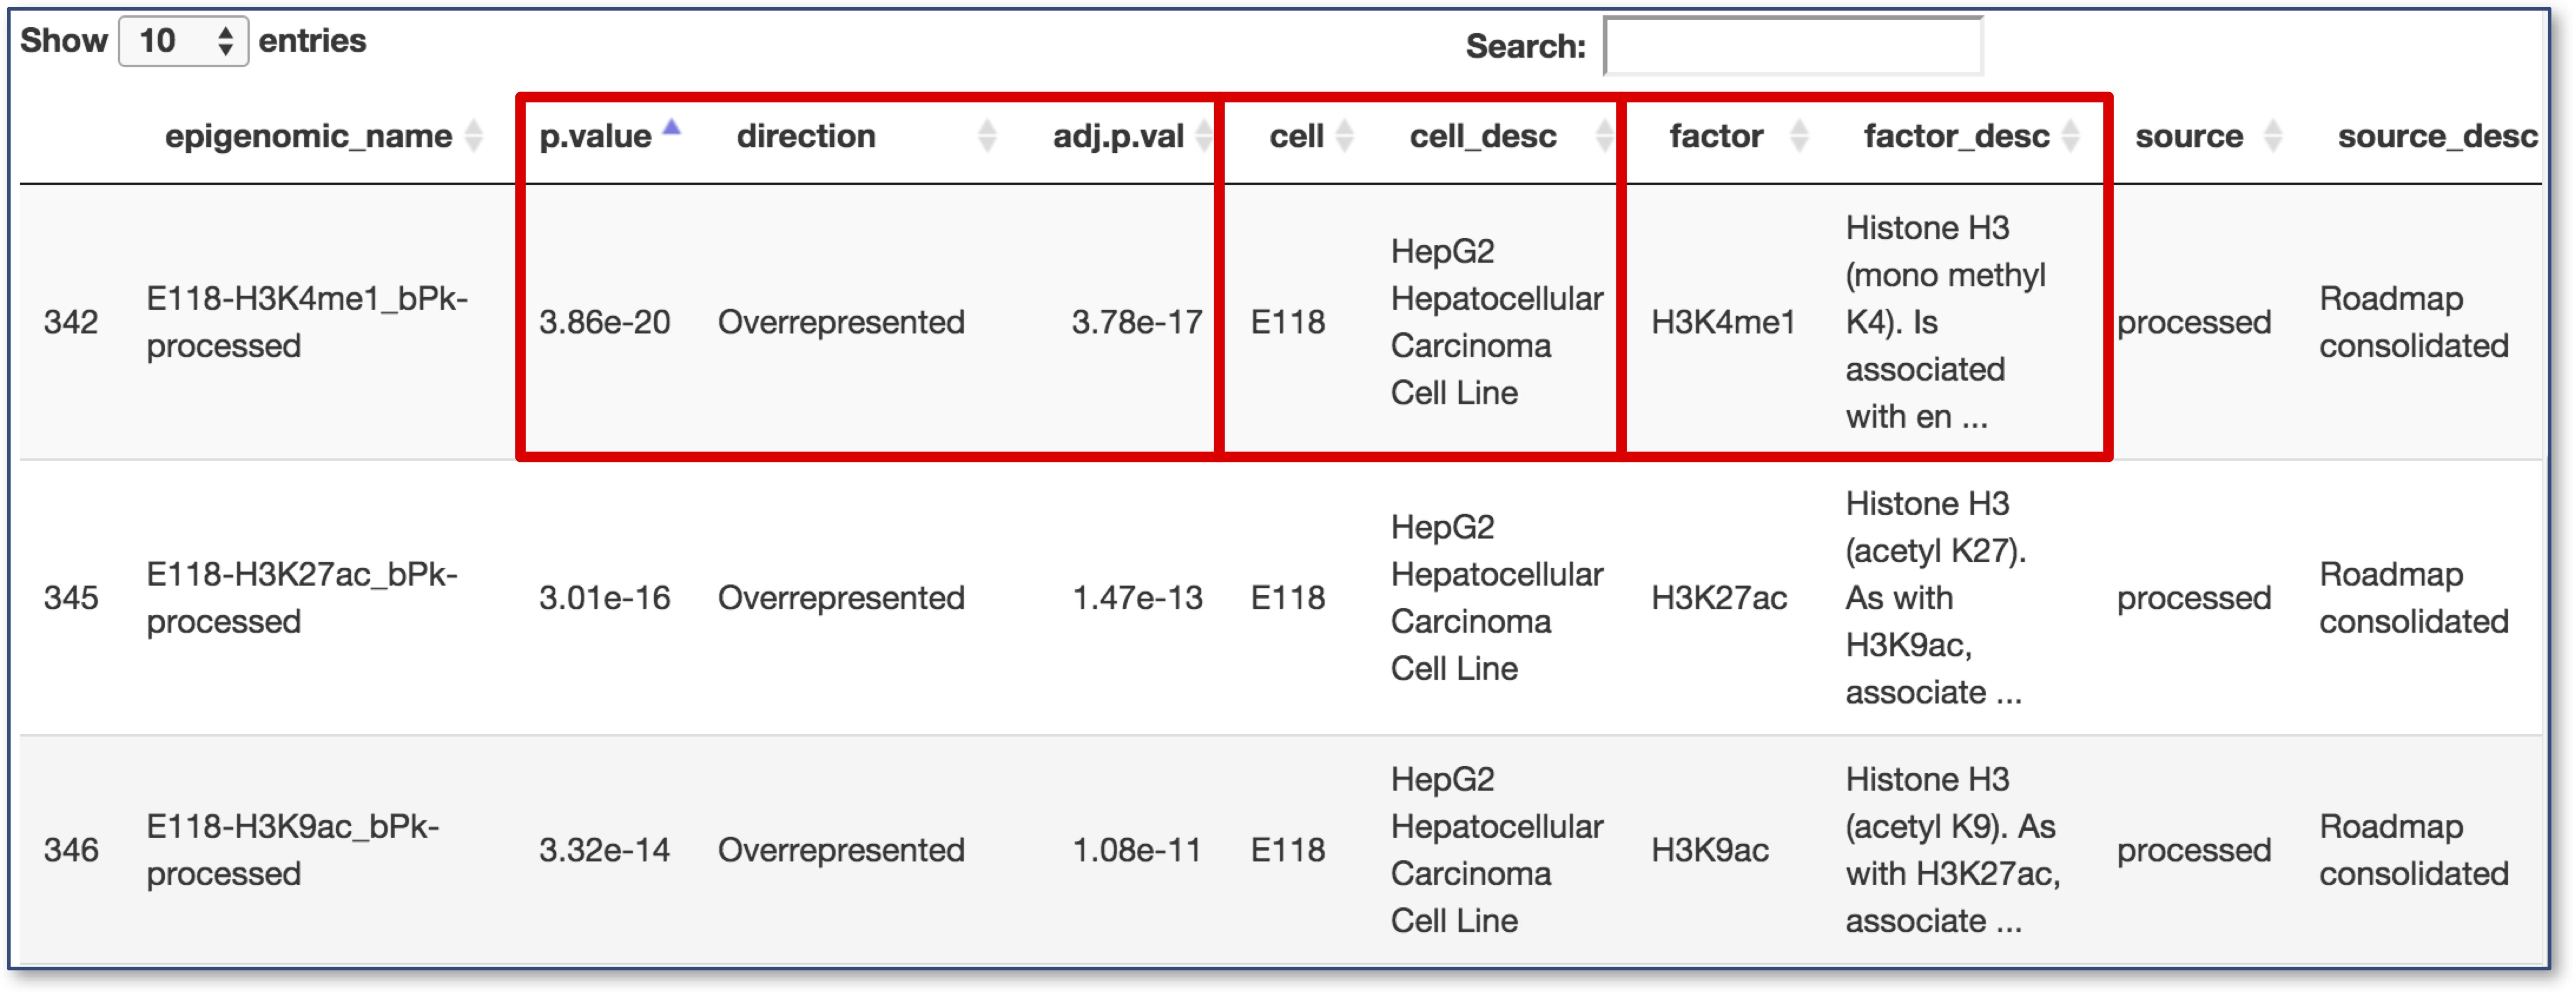 Show 10 entries
Search:
epigenomic_name p.value direction adj.p.val cell cell_desc factor factor_desc source source_desc
342
E118-H3K4me1_bPk-
processed
3.86e-20
Overrepresented
3.78e-17
E118
HepG2
Hepatocellular
Carcinoma
Cell Line
H3K4me1
Histone H3
(mono methyl
K4). Is
associated
with en ...
processed
Roadmap
consolidated
345
E118-H3K27ac_bPk-
processed
3.01e-16
Overrepresented
1.47e-13
E118
HepG2
Hepatocellular
Carcinoma
Cell Line
H3K27ac
Histone H3
(acetyl K27).
As with
H3K9ac,
associate ...
processed
Roadmap
consolidated
346
E118-H3K9ac_bPk-
processed
3.32e-14
Overrepresented
1.08e-11
E118
HepG2
Hepatocellular
Carcinoma
Cell Line
H3K9ac
Histone H3
(acetyl K9). As
with H3K27ac,
associate ...
processed
Roadmap
consolidated